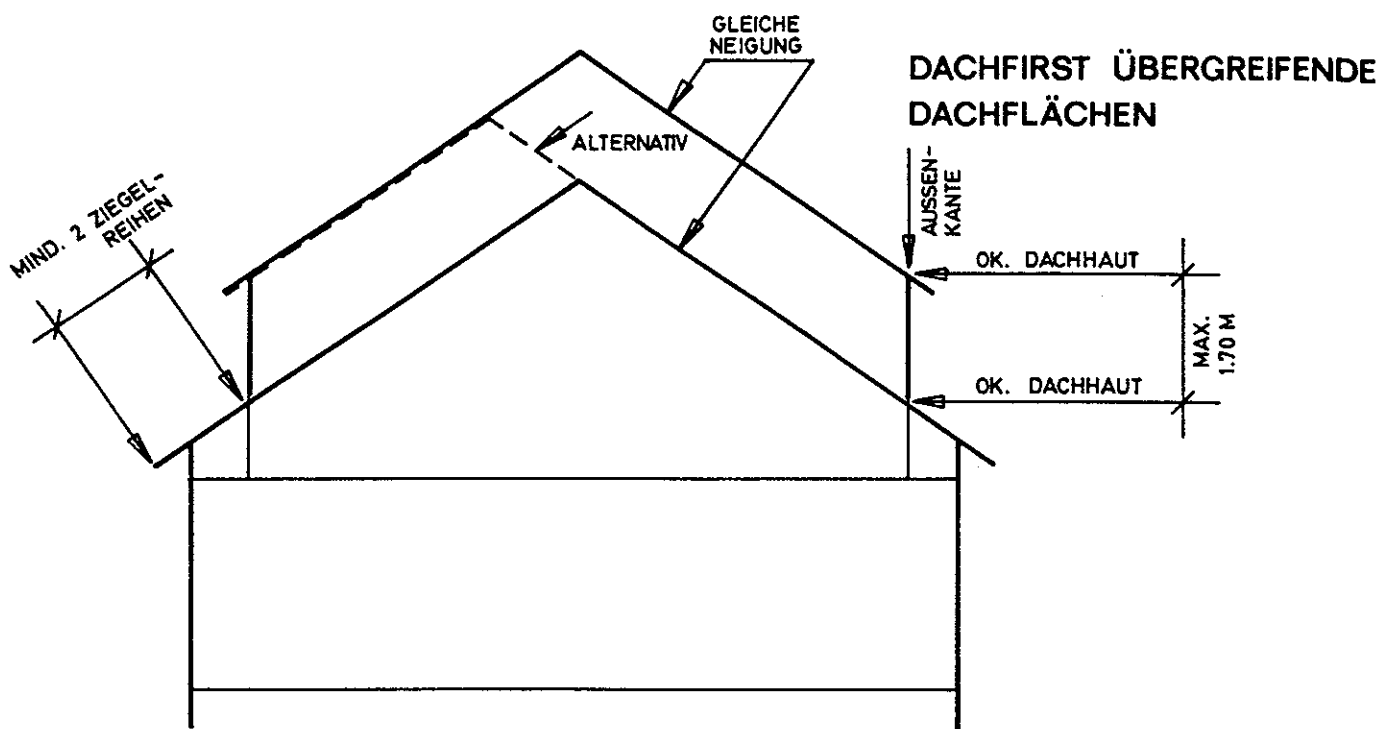 GLEICHE
NEIGUNG
DACHFIRST ÜBERGREIFENDE
DACHFLÄCHEN
ALTERNATIV
AUSSEN-
KANTE
MIND. 2 ZIEGEL-
REIHEN
OK. DACHHAUT
MAX.
1.70 M
OK. DACHHAUT